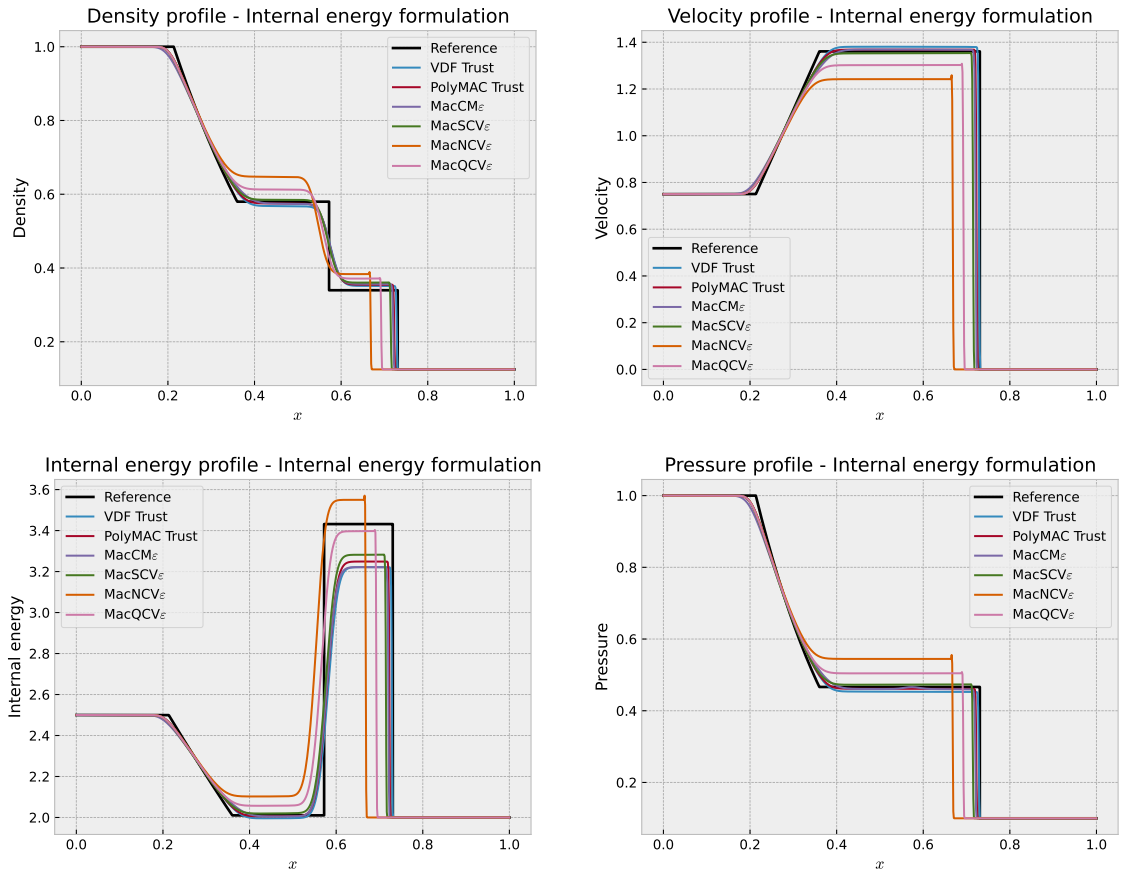 Density profile - Internal energy formulation
1.0
0.8
0.6
0.4
0.2
Density
0.0
0.2
0.4
0.6
0.8
1.0
x
Reference
VDF Trust
PolyMAC Trust
MacCMε
MacSCVε
MacNCVε
MacQCVε
Velocity profile - Internal energy formulation
1.4
1.2
1.0
0.8
0.6
0.4
0.2
0.0
Velocity
0.0
0.2
0.4
0.6
0.8
1.0
x
Reference
VDF Trust
PolyMAC Trust
MacCMε
MacSCVε
MacNCVε
MacQCVε
Internal energy profile - Internal energy formulation
3.6
3.4
3.2
3.0
2.8
2.6
2.4
2.2
2.0
Internal energy
0.0
0.2
0.4
0.6
0.8
1.0
x
Reference
VDF Trust
PolyMAC Trust
MacCMε
MacSCVε
MacNCVε
MacQCVε
Pressure profile - Internal energy formulation
1.0
0.8
0.6
0.4
0.2
Pressure
0.0
0.2
0.4
0.6
0.8
1.0
x
Reference
VDF Trust
PolyMAC Trust
MacCMε
MacSCVε
MacNCVε
MacQCVε